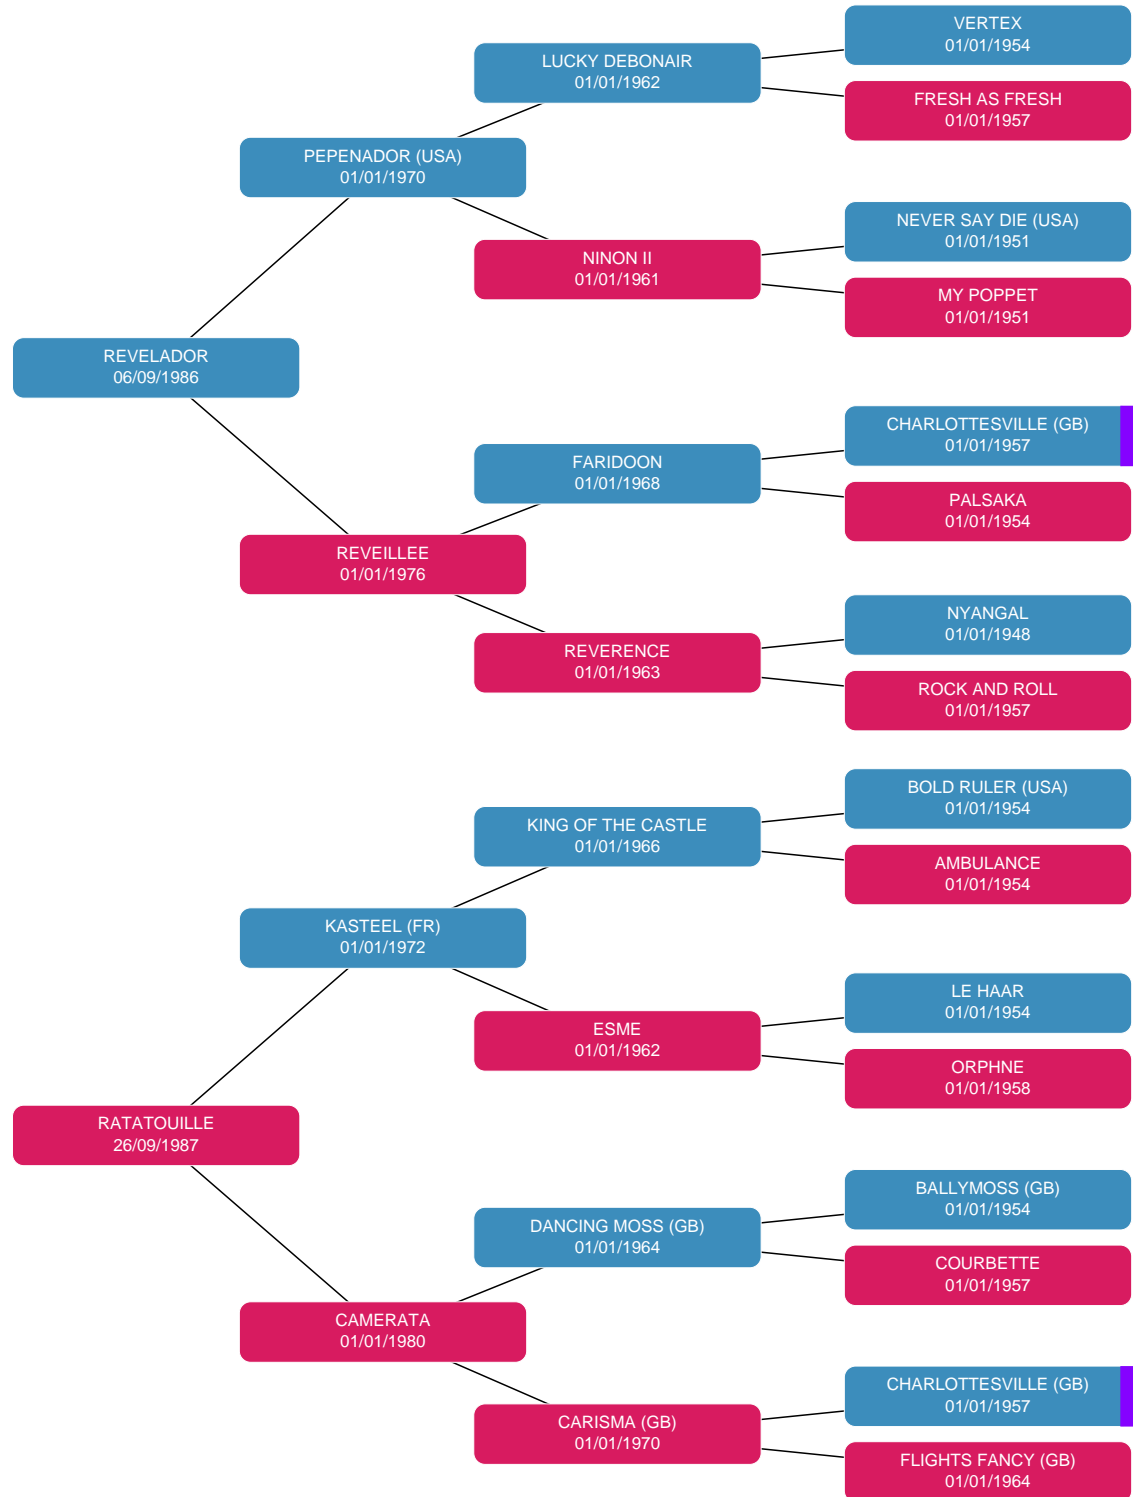 VERTEX
01/01/1954
LUCKY DEBONAIR
01/01/1962
FRESH AS FRESH
01/01/1957
PEPENADOR (USA)
01/01/1970
NEVER SAY DIE (USA)
01/01/1951
NINON II
01/01/1961
MY POPPET
01/01/1951
REVELADOR
06/09/1986
CHARLOTTESVILLE (GB)
01/01/1957
FARIDOON
01/01/1968
PALSAKA
01/01/1954
REVEILLEE
01/01/1976
NYANGAL
01/01/1948
REVERENCE
01/01/1963
ROCK AND ROLL
01/01/1957
BOLD RULER (USA)
01/01/1954
KING OF THE CASTLE
01/01/1966
AMBULANCE
01/01/1954
KASTEEL (FR)
01/01/1972
LE HAAR
01/01/1954
ESME
01/01/1962
ORPHNE
01/01/1958
RATATOUILLE
26/09/1987
BALLYMOSS (GB)
01/01/1954
DANCING MOSS (GB)
01/01/1964
COURBETTE
01/01/1957
CAMERATA
01/01/1980
CHARLOTTESVILLE (GB)
01/01/1957
CARISMA (GB)
01/01/1970
FLIGHTS FANCY (GB)
01/01/1964